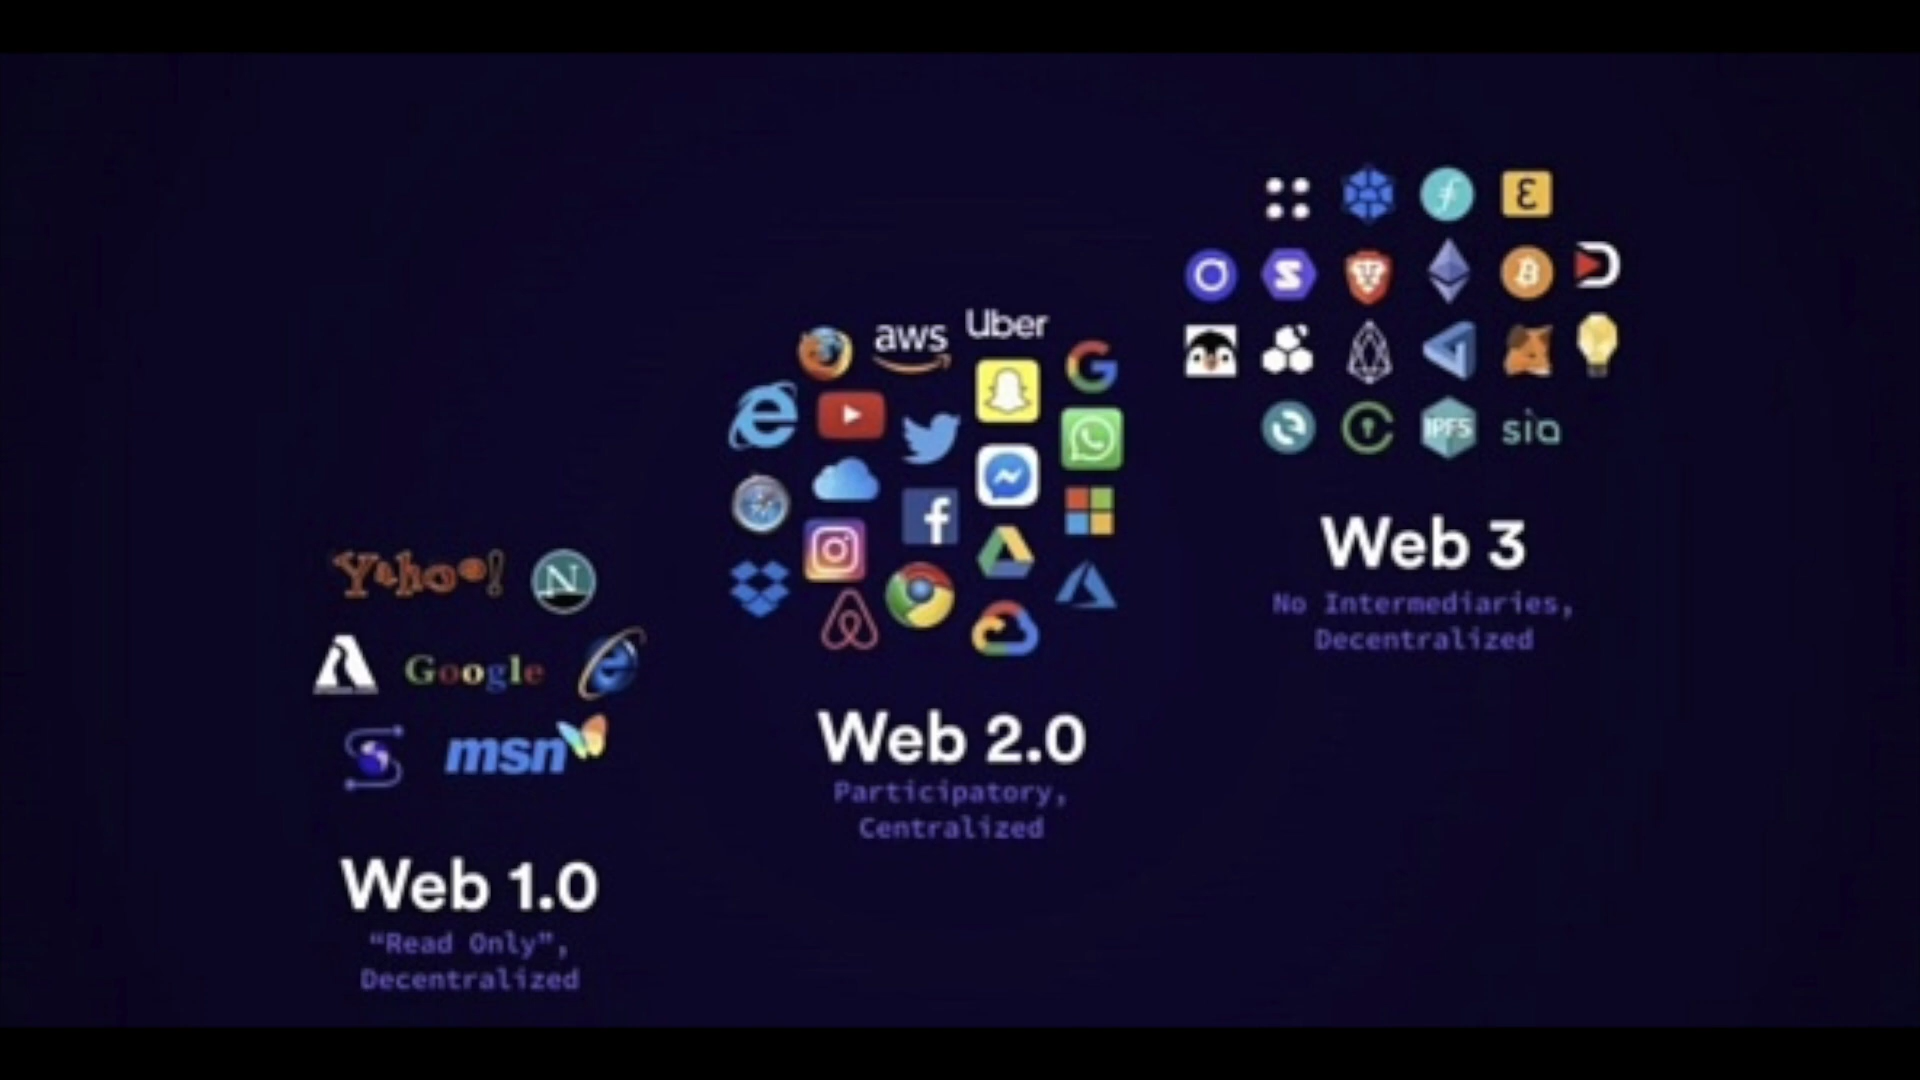 Yahoo!
N
Google
e
S
msn
Web 1.0
“Read Only”,
Decentralized
aws
Uber
G
e
f
Web 2.0
Participatory,
Centralized
ε
S
B
IPFS
sia
Web 3
No Intermediaries,
Decentralized